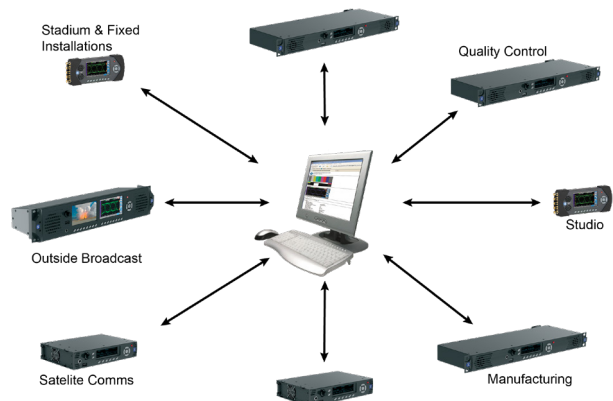 Stadium & Fixed
Installations
Quality Control
Studio
Outside Broadcast
Satelite Comms
Manufacturing